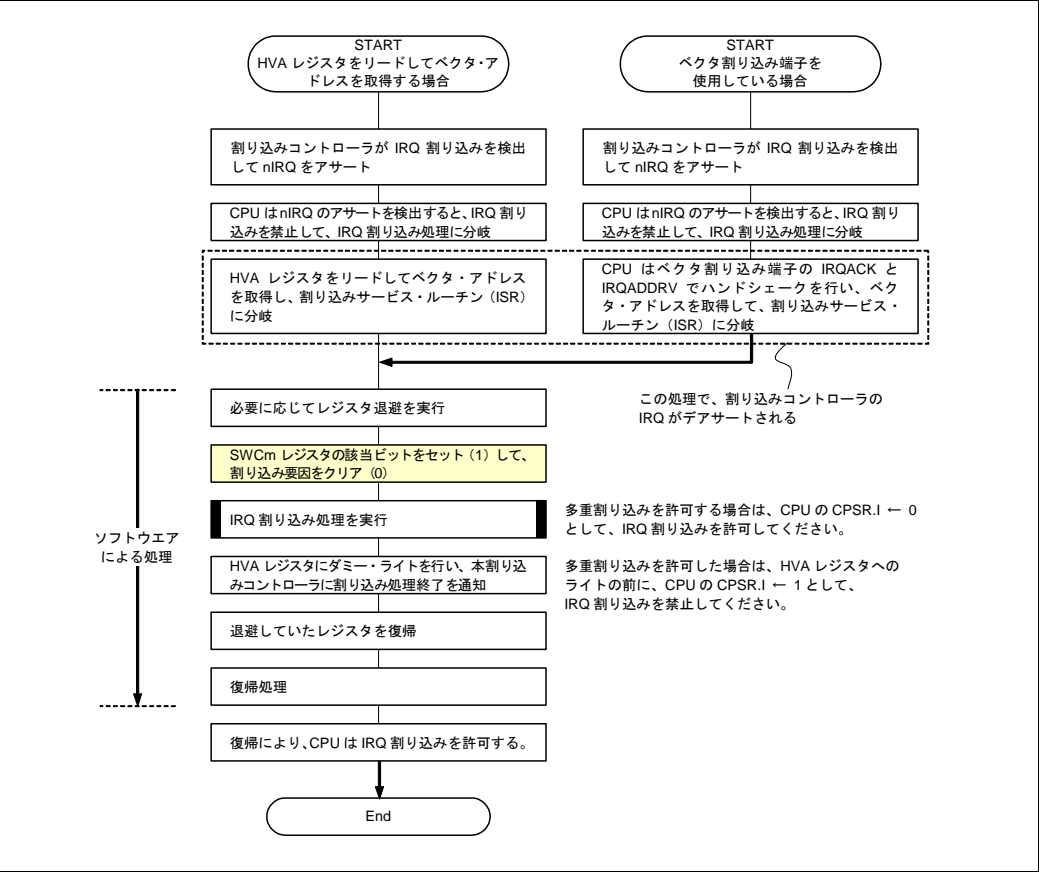 START
HVA レジスタをリードしてベクタ・ア
ドレスを取得する場合
START
ベクタ割り込み端子を
使用している場合
割り込みコントローラが IRQ 割り込みを検出
して nIRQ をアサート
割り込みコントローラが IRQ 割り込みを検出
して nIRQ をアサート
CPU はnIRQ のアサートを検出すると、IRQ 割り
込みを禁止して、IRQ 割り込み処理に分岐
CPU はnIRQ のアサートを検出すると、IRQ 割り
込みを禁止して、IRQ 割り込み処理に分岐
HVA レジスタをリードしてベクタ・アドレス
を取得し、割り込みサービス・ルーチン（ISR）
に分岐
CPU はベクタ割り込み端子の IRQACK と
IRQADDRV でハンドシェークを行い、ベク
タ・アドレスを取得して、割り込みサービス・
ルーチン（ISR）に分岐
この処理で、割り込みコントローラの
IRQ がデアサートされる
必要に応じてレジスタ退避を実行
SWCm レジスタの該当ビットをセット（1）して、
割り込み要因をクリア（0）
IRQ 割り込み処理を実行
多重割り込みを許可する場合は、CPU の CPSR.I ← 0
として、IRQ 割り込みを許可してください。
ソフトウエア
による処理
HVA レジスタにダミー・ライトを行い、本割り込
みコントローラに割り込み処理終了を通知
多重割り込みを許可した場合は、HVA レジスタへの
ライトの前に、CPU の CPSR.I ← 1 として、
IRQ 割り込みを禁止してください。
退避していたレジスタを復帰
復帰処理
復帰により、CPU は IRQ 割り込みを許可する。
End